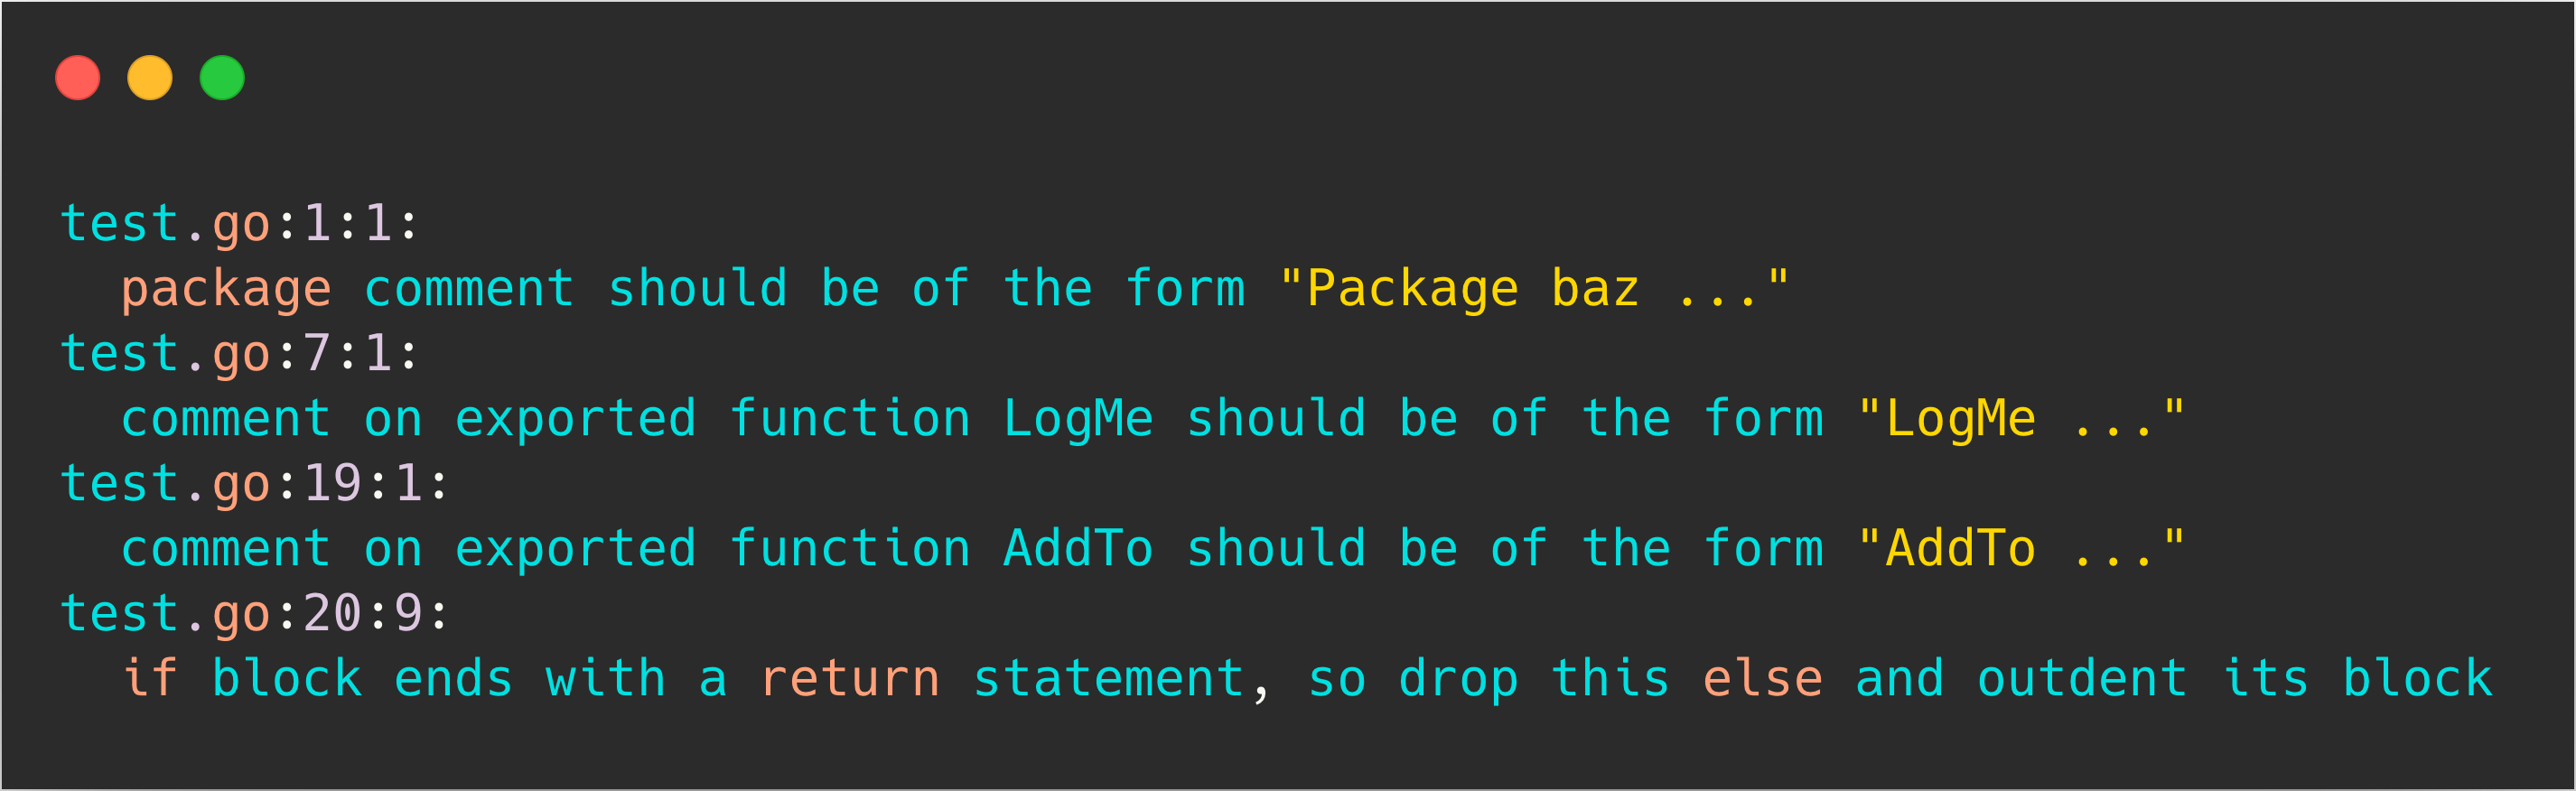 test.go:1:1:
  package comment should be of the form "Package baz ..."
test.go:7:1:
  comment on exported function LogMe should be of the form "LogMe ..."
test.go:19:1:
  comment on exported function AddTo should be of the form "AddTo ..."
test.go:20:9:
  if block ends with a return statement, so drop this else and outdent its block